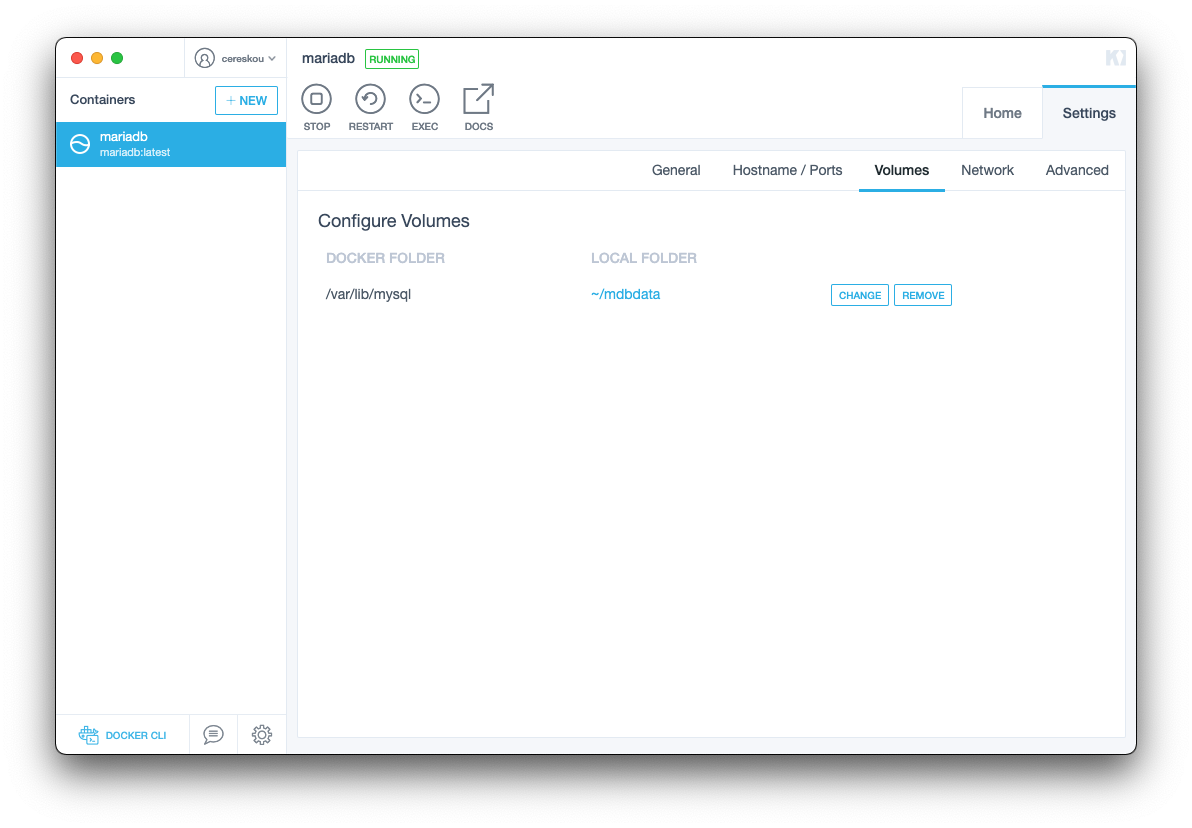 cereskou
mariadb RUNNING
Containers
+ NEW
mariadb
mariadb:latest
STOP RESTART EXEC DOCS
Home Settings
General Hostname / Ports Volumes Network Advanced
Configure Volumes
DOCKER FOLDER LOCAL FOLDER
/var/lib/mysql ~/mdbdata CHANGE REMOVE
DOCKER CLI